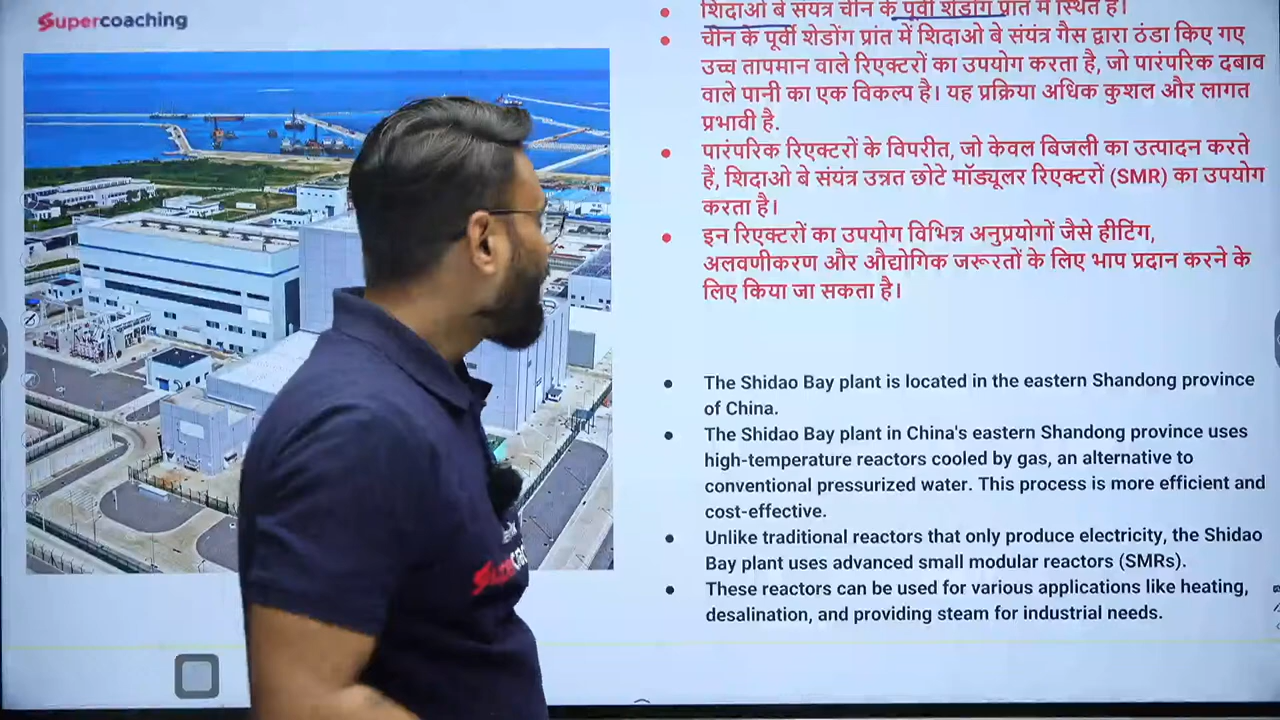 Supercoaching
शिदाओ बे संयंत्र चीन के पूर्वी शेडोंग प्रांत में स्थित है।
चीन के पूर्वी शेडोंग प्रांत में शिदाओ बे संयंत्र गैस द्वारा ठंडा किए गए
उच्च तापमान वाले रिएक्टरों का उपयोग करता है, जो पारंपरिक दबाव
वाले पानी का एक विकल्प है। यह प्रक्रिया अधिक कुशल और लागत
प्रभावी है.
पारंपरिक रिएक्टरों के विपरीत, जो केवल बिजली का उत्पादन करते
हैं, शिदाओ बे संयंत्र उन्नत छोटे मॉड्यूलर रिएक्टरों (SMR) का उपयोग
करता है।
इन रिएक्टरों का उपयोग विभिन्न अनुप्रयोगों जैसे हीटिंग,
अलवणीकरण और औद्योगिक जरूरतों के लिए भाप प्रदान करने के
लिए किया जा सकता है।
The Shidao Bay plant is located in the eastern Shandong province
of China.
The Shidao Bay plant in China's eastern Shandong province uses
high-temperature reactors cooled by gas, an alternative to
conventional pressurized water. This process is more efficient and
cost-effective.
Unlike traditional reactors that only produce electricity, the Shidao
Bay plant uses advanced small modular reactors (SMRs).
These reactors can be used for various applications like heating,
desalination, and providing steam for industrial needs.